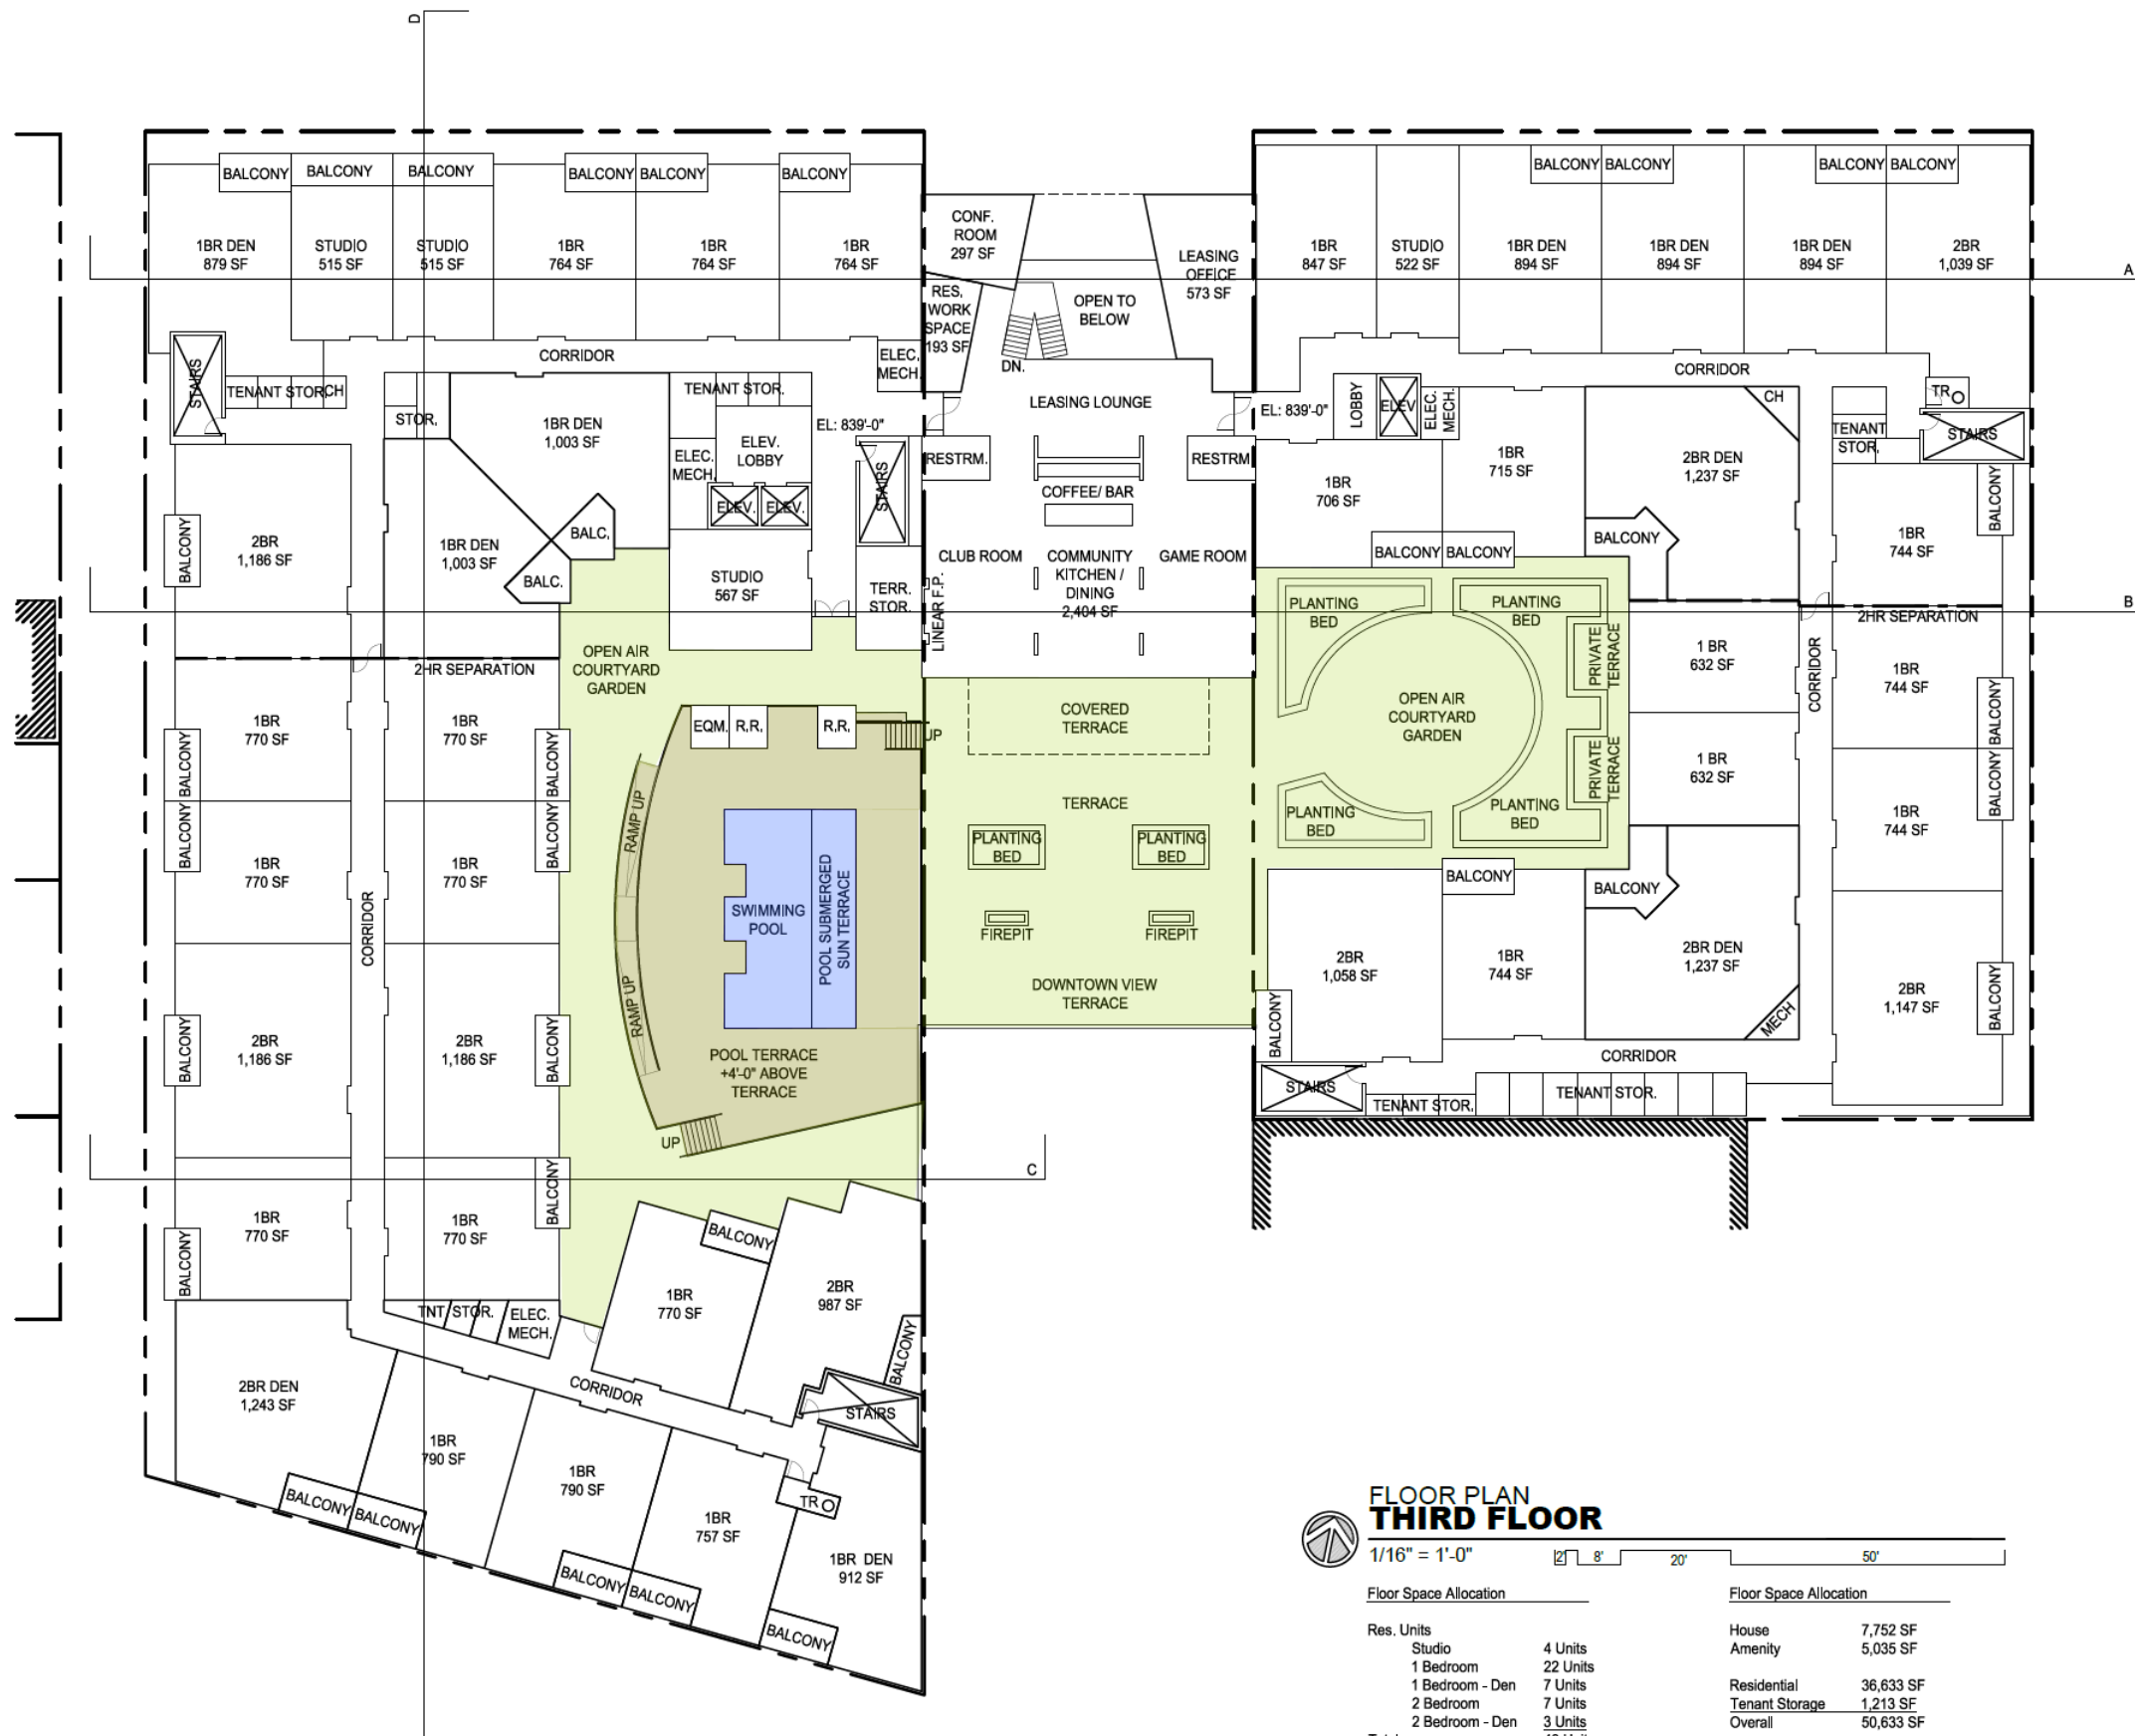 D
BALCONY
BALCONY
BALCONY
BALCONY
BALCONY
BALCONY
1BR DEN
879 SF
STUDIO
515 SF
STUDIO
515 SF
1BR
764 SF
1BR
764 SF
1BR
764 SF
CONF.
ROOM
297 SF
RES.
WORK
SPACE
193 SF
OPEN TO
BELOW
DN.
LEASING
OFFICE
573 SF
BALCONY
BALCONY
BALCONY
BALCONY
1BR
847 SF
STUDIO
522 SF
1BR DEN
894 SF
1BR DEN
894 SF
1BR DEN
894 SF
2BR
1,039 SF
A
STAIRS
CORRIDOR
TENANT STOR.
CH
STOR.
1BR DEN
1,003 SF
TENANT STOR.
ELEC.
MECH.
EL: 839'-0"
ELEC.
MECH.
ELEV.
LOBBY
ELEV.
ELEV.
STAIRS
LEASING LOUNGE
RESTRM.
RESTRM
COFFEE/ BAR
EL: 839'-0"
LOBBY
ELEV
ELEC.
MECH.
CORRIDOR
CH
TR
TENANT
STOR.
STAIRS
BALCONY
2BR
1,186 SF
1BR DEN
1,003 SF
BALC.
BALC.
STUDIO
567 SF
TERR.
STOR.
LINEAR F.P.
CLUB ROOM
COMMUNITY
KITCHEN /
DINING
2,404 SF
GAME ROOM
1BR
706 SF
1BR
715 SF
BALCONY
BALCONY
2BR DEN
1,237 SF
BALCONY
1BR
744 SF
BALCONY
B
2HR SEPARATION
OPEN AIR
COURTYARD
GARDEN
PLANTING
BED
PLANTING
BED
PRIVATE
TERRACE
1 BR
632 SF
CORRIDOR
2HR SEPARATION
1BR
744 SF
BALCONY
1BR
770 SF
BALCONY
1BR
770 SF
BALCONY
EQM.
R.R.
R.R.
UP
COVERED
TERRACE
OPEN AIR
COURTYARD
GARDEN
PRIVATE
TERRACE
1 BR
632 SF
BALCONY
1BR
744 SF
BALCONY
1BR
770 SF
1BR
770 SF
BALCONY
RAMP UP
TERRACE
PLANTING
BED
PLANTING
BED
PLANTING
BED
PLANTING
BED
CORRIDOR
SWIMMING
POOL
POOL SUBMERGED
SUN TERRACE
FIREPIT
FIREPIT
BALCONY
BALCONY
2BR
1,058 SF
1BR
744 SF
2BR DEN
1,237 SF
2BR
1,147 SF
BALCONY
BALCONY
2BR
1,186 SF
2BR
1,186 SF
BALCONY
RAMP UP
POOL TERRACE
+4'-0" ABOVE
TERRACE
DOWNTOWN VIEW
TERRACE
BALCONY
MECH
CORRIDOR
STAIRS
TENANT STOR.
TENANT STOR.
UP
C
BALCONY
1BR
770 SF
1BR
770 SF
BALCONY
BALCONY
1BR
770 SF
2BR
987 SF
BALCONY
TNT STOR.
ELEC.
MECH.
2BR DEN
1,243 SF
CORRIDOR
STAIRS
1BR
790 SF
1BR
790 SF
1BR
757 SF
TR
1BR DEN
912 SF
BALCONY
BALCONY
BALCONY
BALCONY
BALCONY
FLOOR PLAN
THIRD FLOOR
1/16" = 1'-0"
2' 8' 20' 50'
Floor Space Allocation
Res. Units
Studio 4 Units
1 Bedroom 22 Units
1 Bedroom - Den 7 Units
2 Bedroom 7 Units
2 Bedroom - Den 3 Units
Floor Space Allocation
House 7,752 SF
Amenity 5,035 SF
Residential 36,633 SF
Tenant Storage 1,213 SF
Overall 50,633 SF